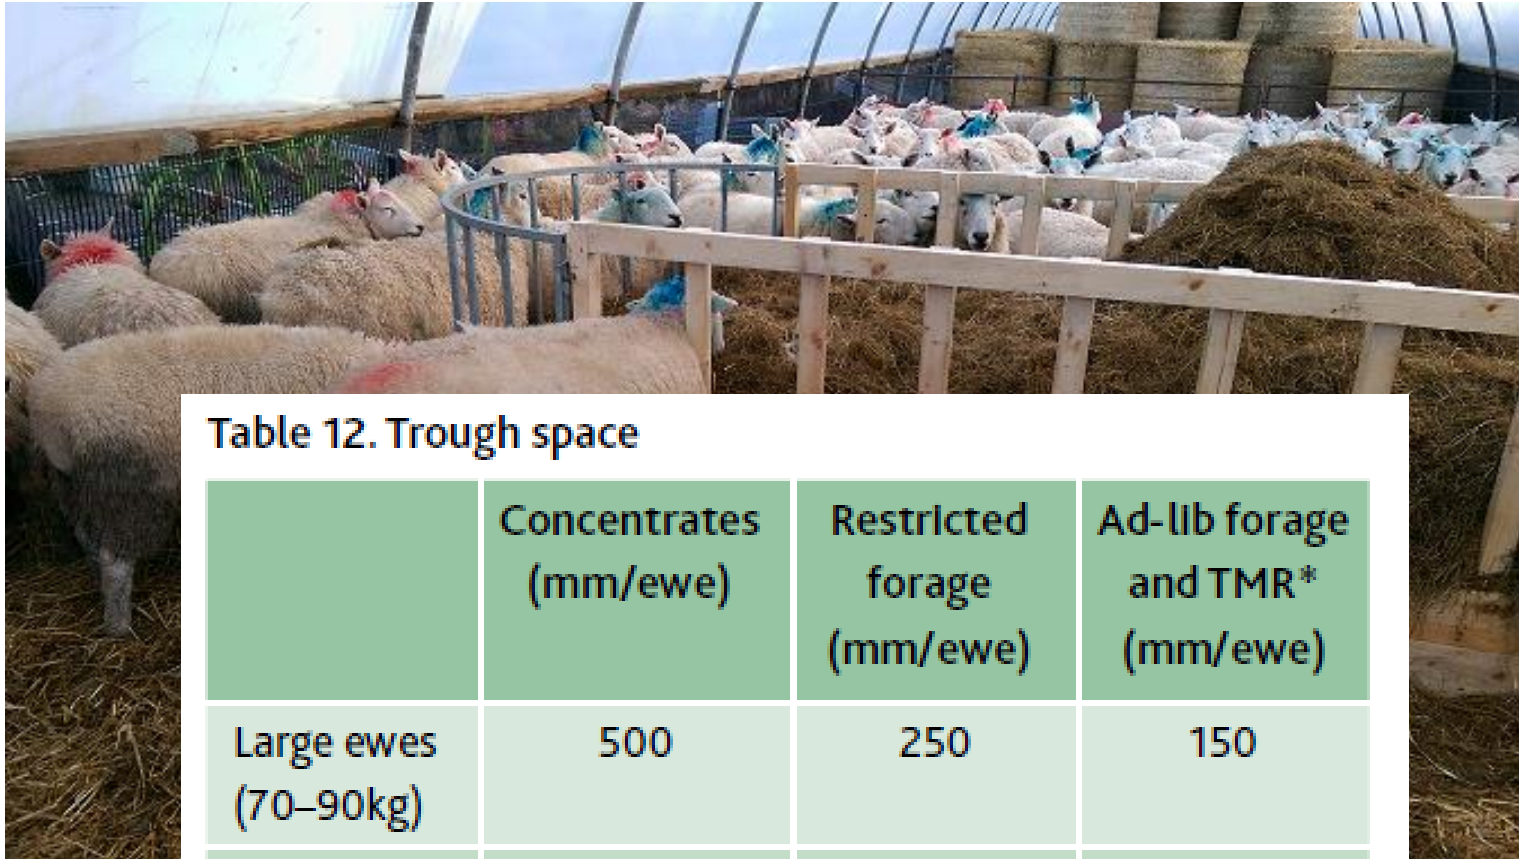 Table 12. Trough space
Concentrates
(mm/ewe)
Restricted
forage
(mm/ewe)
Ad-lib forage
and TMR*
(mm/ewe)
Large ewes
(70–90kg)
500
250
150